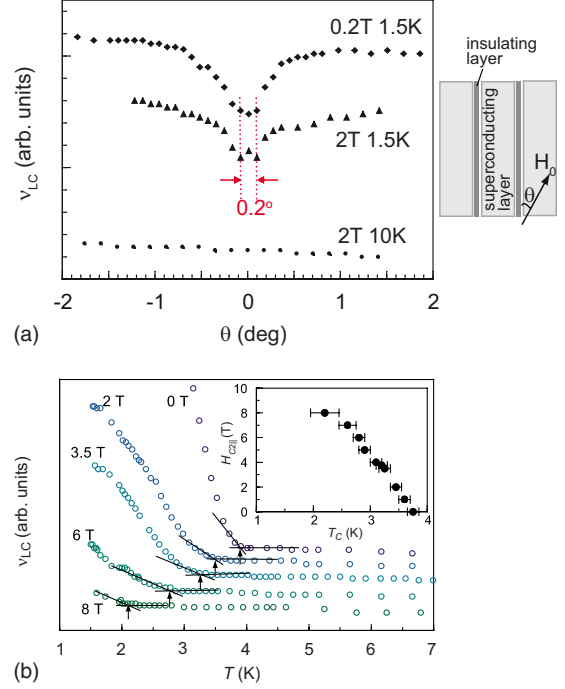 0.2T 1.5K
2T 1.5K
0.2°
2T 10K
ν_LC (arb. units)
-2 -1 0 1 2
θ (deg)
(a)
insulating
layer
superconducting
layer
H_0
θ
0 T
2 T
3.5 T
6 T
8 T
ν_LC (arb. units)
1 2 3 4 5 6 7
T (K)
(b)
H_C2||(T)
10
8
6
4
2
0
1 2 3 4
T_C (K)